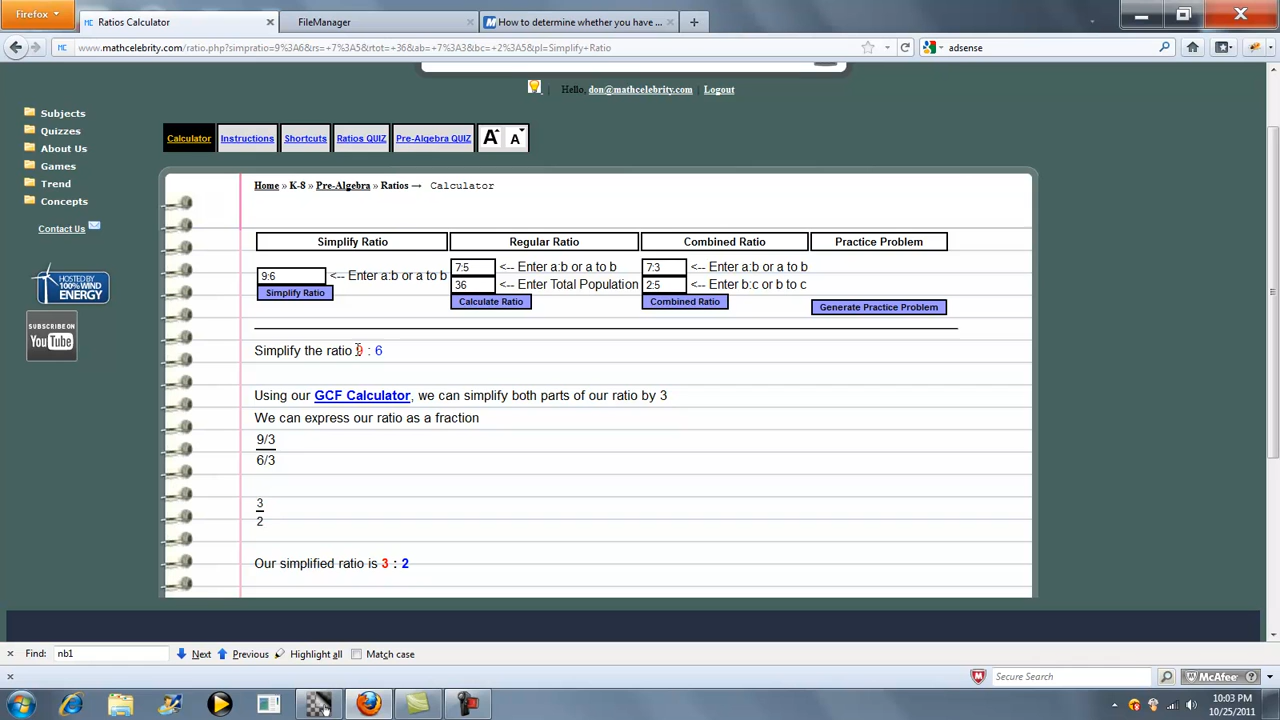 Firefox
Ratios Calculator
FileManager
How to determine whether you have ...
www.mathcelebrity.com/ratio.php?mpratio=9%3A6&rs=+7%3A5&rtot=+36&ab=+7%3A3&bc=+2%3A5&pl=Simplify+Ratio
adsense
Hello, don@mathcelebrity.com | Logout
Subjects
Quizzes
About Us
Games
Trend
Concepts
Contact Us
HOSTED BY
100% WIND
ENERGY
SUBSCRIBE ON
YouTube
Calculator Instructions Shortcuts Ratios QUIZ Pre-Algebra QUIZ A A
Home » K-8 » Pre-Algebra » Ratios → Calculator
Simplify Ratio Regular Ratio Combined Ratio Practice Problem
9:6 <-- Enter a:b or a to b
Simplify Ratio
7:5 <-- Enter a:b or a to b
36 <-- Enter Total Population
Calculate Ratio
7:3 <-- Enter a:b or a to b
2:5 <-- Enter b:c or b to c
Combined Ratio
Generate Practice Problem
Simplify the ratio 9 : 6
Using our GCF Calculator, we can simplify both parts of our ratio by 3
We can express our ratio as a fraction
9/3
6/3
3
2
Our simplified ratio is 3 : 2
Find: nb1 Next Previous Highlight all Match case
Secure Search
McAfee
10:03 PM
10/25/2011